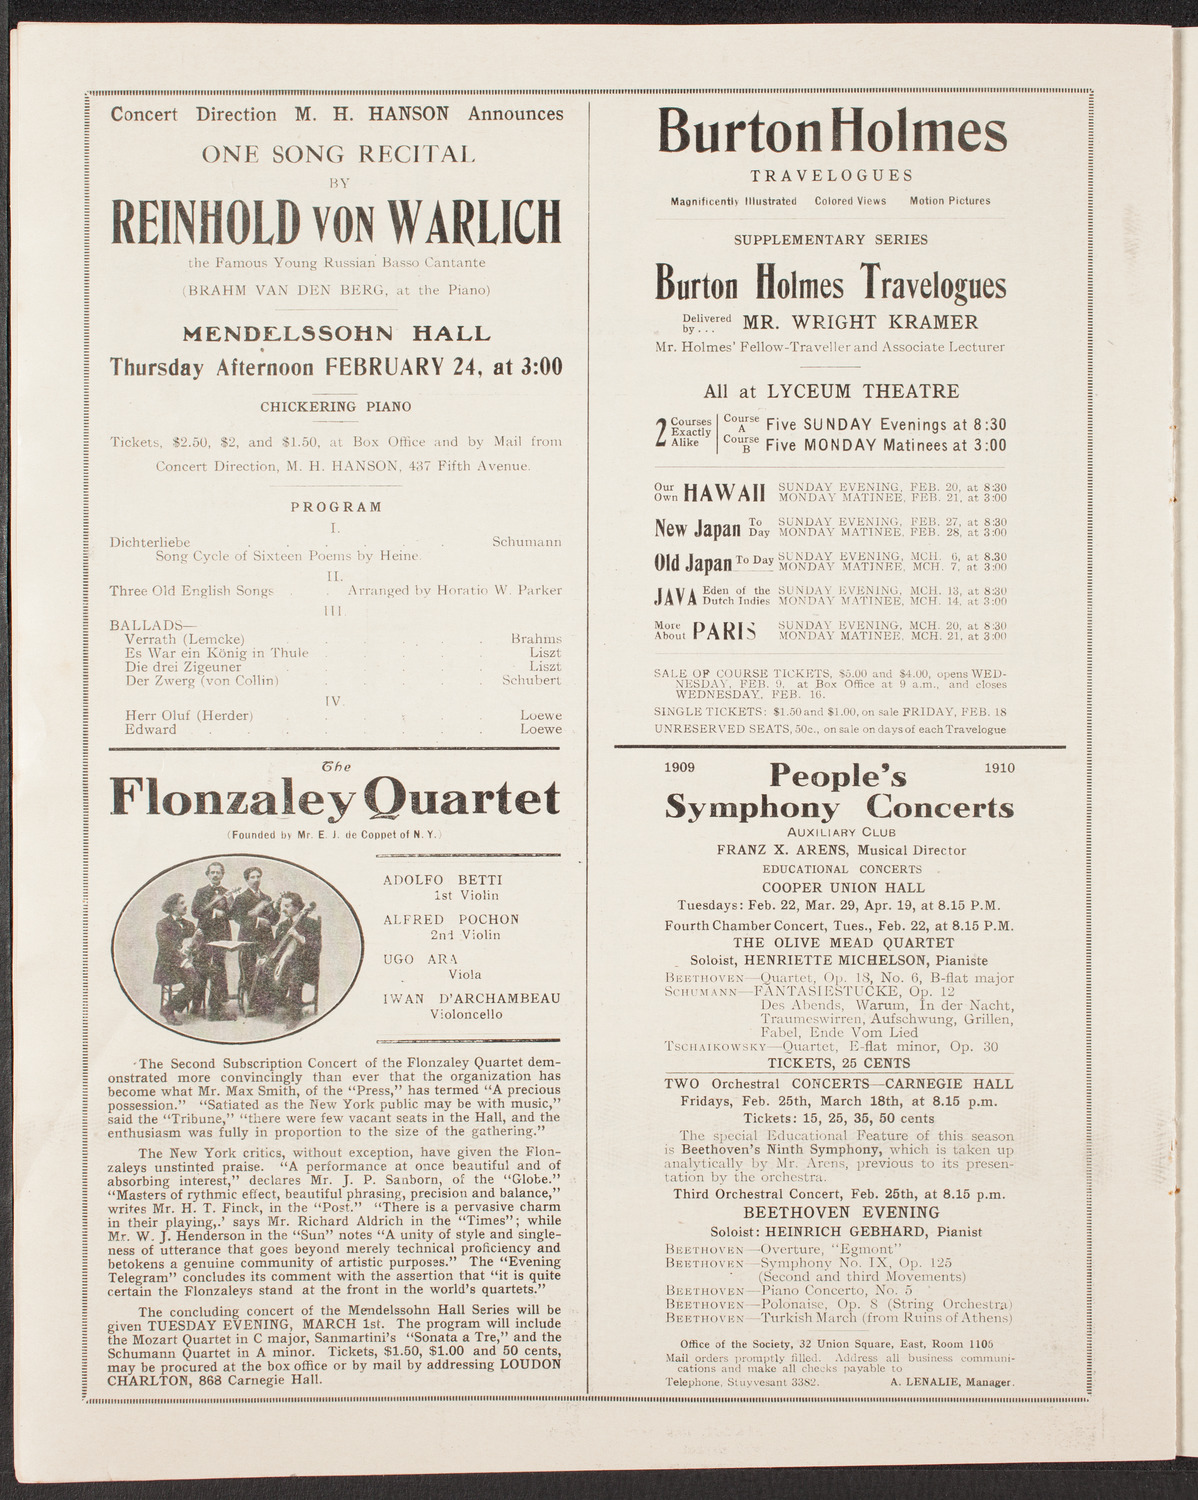 Concert Direction M. H. HANSON Announces
ONE SONG RECITAL
BY
REINHOLD VON WARLICH
the Famous Young Russian Basso Cantante
(BRAHM VAN DEN BERG, at the Piano)
MENDELSSOHN HALL
Thursday Afternoon FEBRUARY 24, at 3:00
CHICKERING PIANO
Tickets, $2.50, $2, and $1.50, at Box Office and by Mail from
Concert Direction, M. H. HANSON, 437 Fifth Avenue.
PROGRAM
I.
Dichterliebe . . . . . . Schumann
Song Cycle of Sixteen Poems by Heine.
II.
Three Old English Songs . . Arranged by Horatio W. Parker
III.
BALLADS—
Verrath (Lemcke) . . . . . Brahms
Es War ein König in Thule . . . . . Liszt
Die drei Zigeuner . . . . . Liszt
Der Zwerg (von Collin) . . . . . Schubert
IV.
Herr Oluf (Herder) . . . . . Loewe
Edward . . . . . . . Loewe
The
Flonzaley Quartet
(Founded by Mr. E. J. de Coppet of N. Y.)
ADOLFO BETTI
1st Violin
ALFRED POCHON
2nd Violin
UGO ARA
Viola
IWAN D'ARCHAMBEAU
Violoncello
The Second Subscription Concert of the Flonzaley Quartet dem-
onstrated more convincingly than ever that the organization has
become what Mr. Max Smith, of the "Press," has termed "A precious
possession." "Satiated as the New York public may be with music,"
said the "Tribune," "there were few vacant seats in the Hall, and the
enthusiasm was fully in proportion to the size of the gathering."
The New York critics, without exception, have given the Flon-
zaleys unstinted praise. "A performance at once beautiful and of
absorbing interest," declares Mr. J. P. Sanborn, of the "Globe."
"Masters of rythmic effect, beautiful phrasing, precision and balance,"
writes Mr. H. T. Finck, in the "Post." "There is a pervasive charm
in their playing,.' says Mr. Richard Aldrich in the "Times"; while
Mr. W. J. Henderson in the "Sun" notes "A unity of style and single-
ness of utterance that goes beyond merely technical proficiency and
betokens a genuine community of artistic purposes." The "Evening
Telegram" concludes its comment with the assertion that "it is quite
certain the Flonzaleys stand at the front in the world's quartets."
The concluding concert of the Mendelssohn Hall Series will be
given TUESDAY EVENING, MARCH 1st. The program will include
the Mozart Quartet in C major, Sanmartini's "Sonata a Tre," and the
Schumann Quartet in A minor. Tickets, $1.50, $1.00 and 50 cents,
may be procured at the box office or by mail by addressing LOUDON
CHARLTON, 868 Carnegie Hall.
Burton Holmes
TRAVELOGUES
Magnificently Illustrated Colored Views Motion Pictures
SUPPLEMENTARY SERIES
Burton Holmes Travelogues
Delivered by . . . MR. WRIGHT KRAMER
Mr. Holmes' Fellow-Traveller and Associate Lecturer
All at LYCEUM THEATRE
2 Courses Exactly Alike
Course A Five SUNDAY Evenings at 8:30
Course B Five MONDAY Matinees at 3:00
Our Own HAWAII SUNDAY EVENING, FEB. 20, at 8:30
MONDAY MATINEE, FEB. 21, at 3:00
New Japan To Day SUNDAY EVENING, FEB. 27, at 8:30
MONDAY MATINEE, FEB. 28, at 3:00
Old Japan To Day SUNDAY EVENING, MCH. 6, at 8.30
MONDAY MATINEE, MCH. 7, at 3:00
JAVA Eden of the Dutch Indies SUNDAY EVENING, MCH. 13, at 8:30
MONDAY MATINEE, MCH. 14, at 3:00
More About PARIS SUNDAY EVENING, MCH. 20, at 8:30
MONDAY MATINEE, MCH. 21, at 3:00
SALE OF COURSE TICKETS, $5.00 and $4.00, opens WED-
NESDAY, FEB. 9, at Box Office at 9 a.m., and closes
WEDNESDAY, FEB. 16.
SINGLE TICKETS: $1.50 and $1.00, on sale FRIDAY, FEB. 18
UNRESERVED SEATS, 50c., on sale on days of each Travelogue
1909 People's 1910
Symphony Concerts
AUXILIARY CLUB
FRANZ X. ARENS, Musical Director
EDUCATIONAL CONCERTS
COOPER UNION HALL
Tuesdays: Feb. 22, Mar. 29, Apr. 19, at 8.15 P.M.
Fourth Chamber Concert, Tues., Feb. 22, at 8.15 P.M.
THE OLIVE MEAD QUARTET
Soloist, HENRIETTE MICHELSON, Pianiste
BEETHOVEN—Quartet, Op. 18, No. 6, B-flat major
SCHUMANN—FANTASIESTUCKE, Op. 12
Des Abends, Warum, In der Nacht,
Traumeswirren, Aufschwung, Grillen,
Fabel, Ende Vom Lied
TSCHAIKOWSKY—Quartet, E-flat minor, Op. 30
TICKETS, 25 CENTS
TWO Orchestral CONCERTS—CARNEGIE HALL
Fridays, Feb. 25th, March 18th, at 8.15 p.m.
Tickets: 15, 25, 35, 50 cents
The special Educational Feature of this season
is Beethoven's Ninth Symphony, which is taken up
analytically by Mr. Arens, previous to its presen-
tation by the orchestra.
Third Orchestral Concert, Feb. 25th, at 8.15 p.m.
BEETHOVEN EVENING
Soloist: HEINRICH GEBHARD, Pianist
BEETHOVEN—Overture, "Egmont"
BEETHOVEN—Symphony No. IX, Op. 125
(Second and third Movements)
BEETHOVEN—Piano Concerto, No. 5
BEETHOVEN—Polonaise, Op. 8 (String Orchestra)
BEETHOVEN—Turkish March (from Ruins of Athens)
Office of the Society, 32 Union Square, East, Room 1105
Mail orders promptly filled. Address all business communi-
cations and make all checks payable to
Telephone, Stuyvesant 3382. A. LENALIE, Manager.